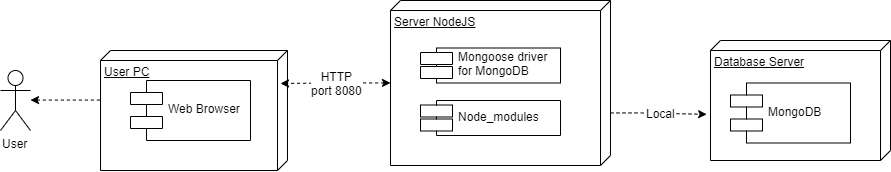 User
User PC
Web Browser
HTTP
port 8080
Server NodeJS
Mongoose driver
for MongoDB
Node_modules
Local
Database Server
MongoDB